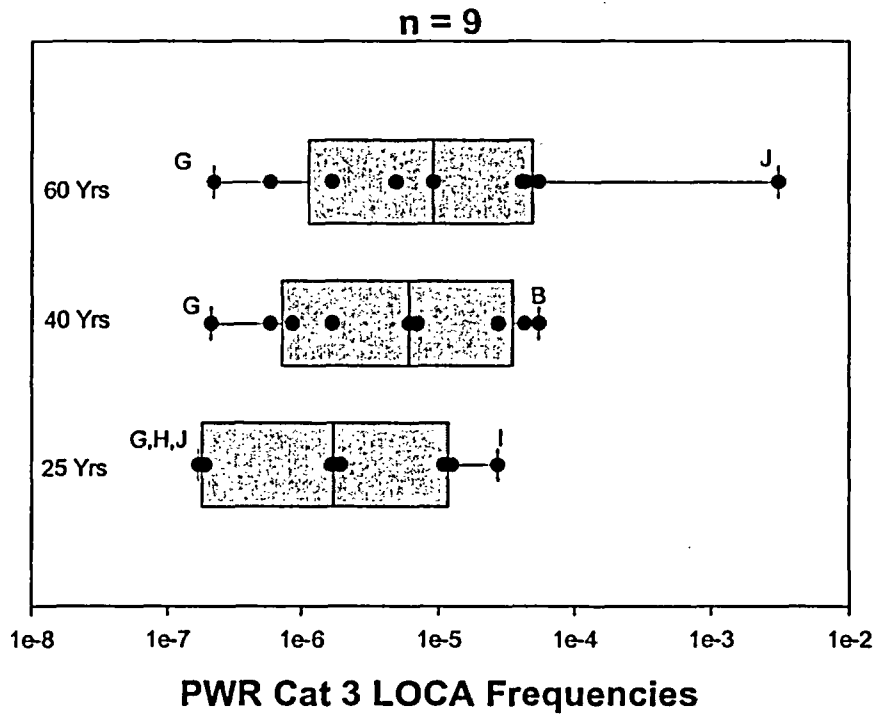 n = 9
G
J
60 Yrs
G
B
40 Yrs
G,H,J
I
25 Yrs
1e-8 1e-7 1e-6 1e-5 1e-4 1e-3 1e-2
PWR Cat 3 LOCA Frequencies